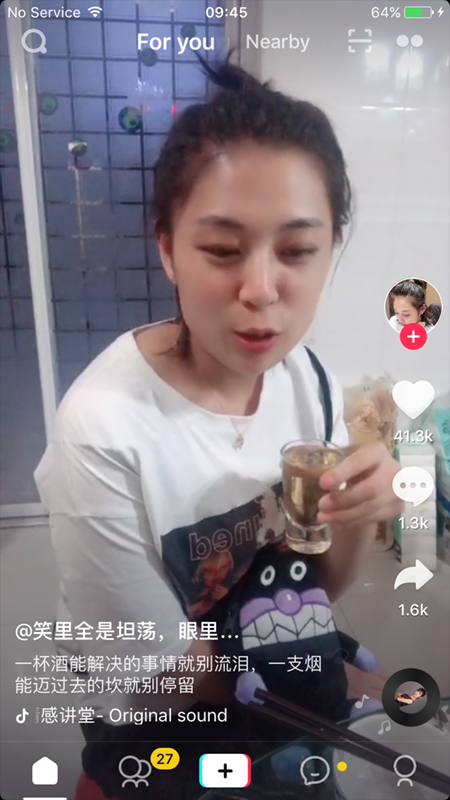 No Service 09:45 64%
For you Nearby
41.3k
1.3k
1.6k
@笑里全是坦荡，眼里...
一杯酒能解决的事情就别流泪，一支烟
能迈过去的坎就别停留
感讲堂- Original sound
27